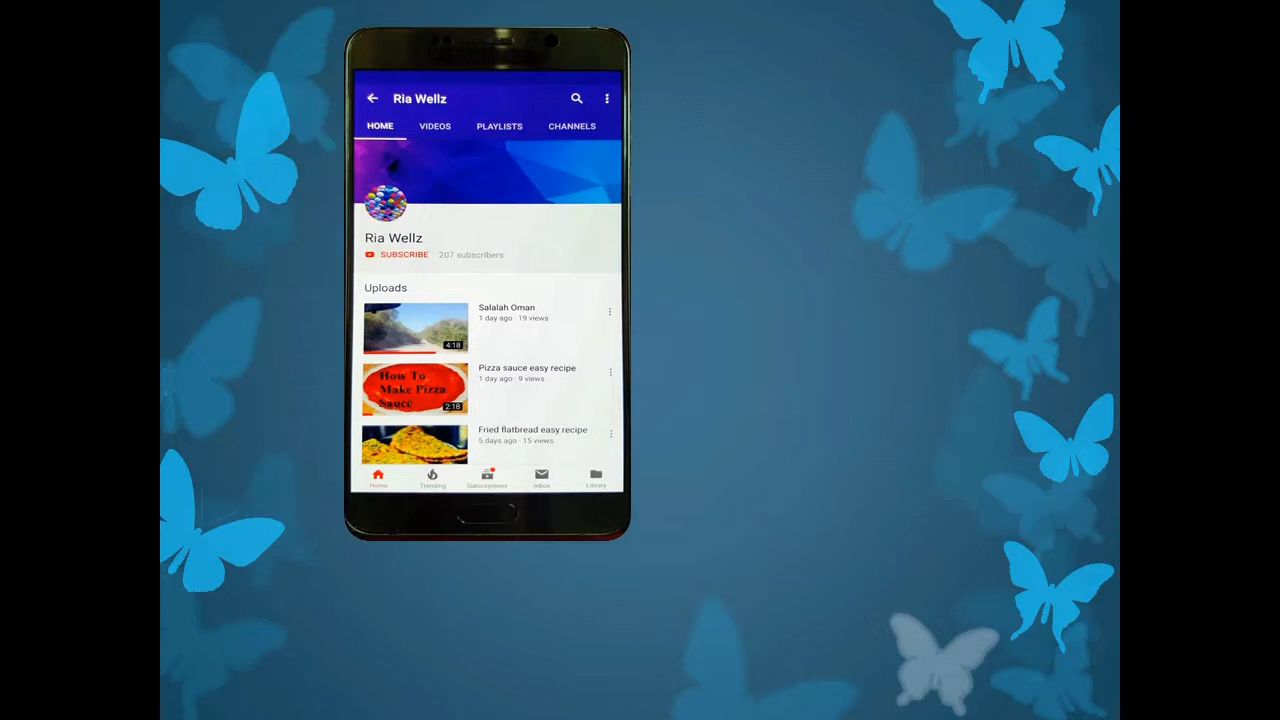 Ria Wellz
HOME VIDEOS PLAYLISTS CHANNELS
Ria Wellz
SUBSCRIBE 207 subscribers
Uploads
Salalah Oman
1 day ago · 19 views
4:18
Pizza sauce easy recipe
1 day ago · 9 views
How To
Make Pizza
Sauce
2:18
Fried flatbread easy recipe
5 days ago · 15 views
Home Trending Subscriptions Inbox Library